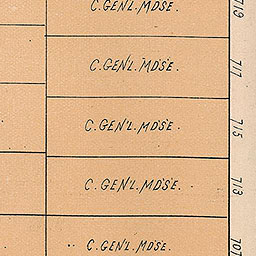 C. GEN'L. MDSE. 719
C. GEN'L. MDSE. 717
C. GEN'L. MDSE. 715
C. GEN'L. MDSE. 713
C. GEN'L. MDSE. 707